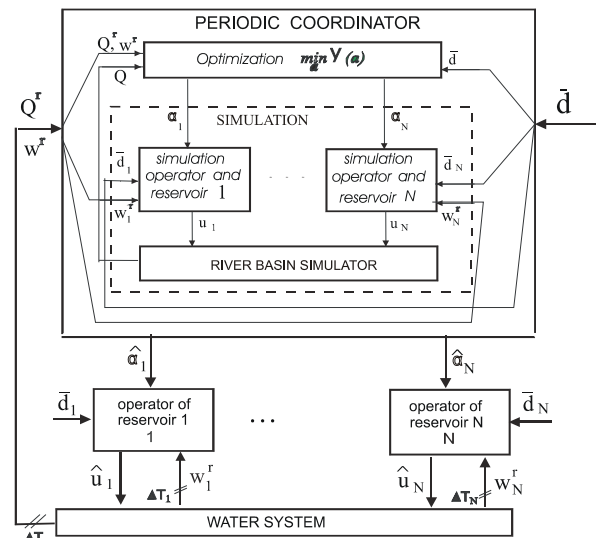 PERIODIC COORDINATOR
Q^r, w^r
Optimization min_α Y (α)
Q
d̄
Q^r
w^r
d̄
α_1
SIMULATION
α_N
d̄_1
simulation operator and reservoir 1
. . .
simulation operator and reservoir N
d̄_N
w_1^r
w_N^r
u_1
u_N
RIVER BASIN SIMULATOR
α̂_1
α̂_N
d̄_1
operator of reservoir 1 1
...
operator of reservoir N N
d̄_N
û_1
w_1^r
û_N
w_N^r
ΔT_1
ΔT_N
WATER SYSTEM
ΔT